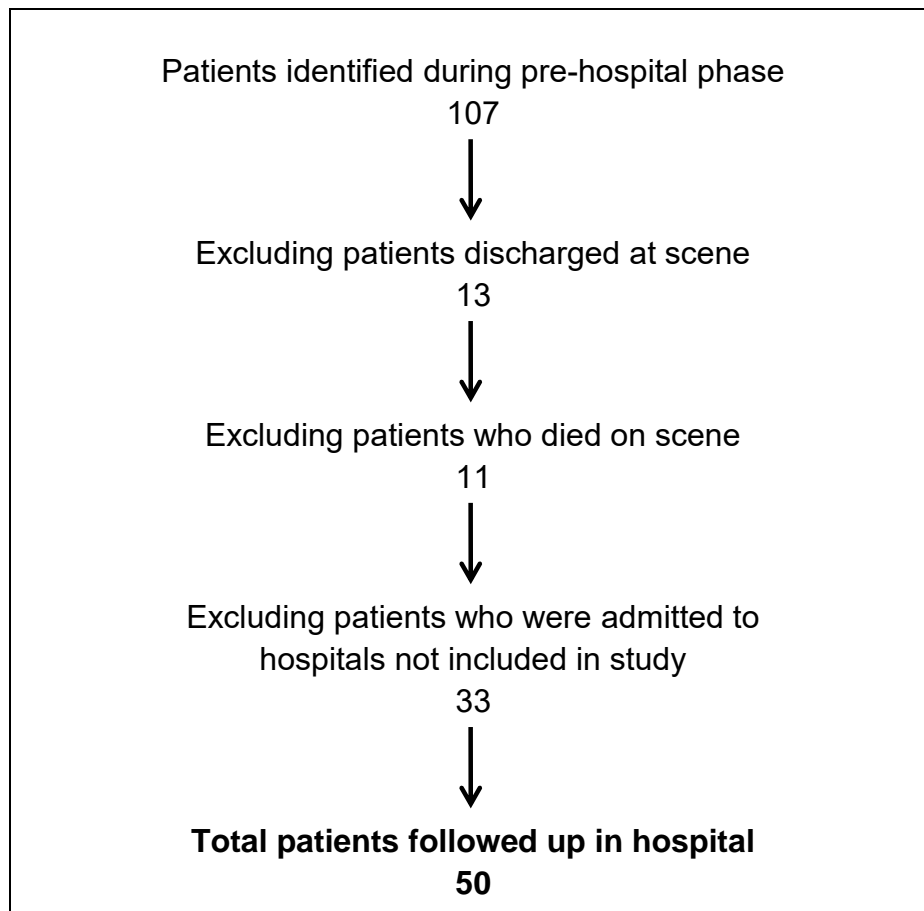 Patients identified during pre-hospital phase
107
Excluding patients discharged at scene
13
Excluding patients who died on scene
11
Excluding patients who were admitted to
hospitals not included in study
33
Total patients followed up in hospital
50